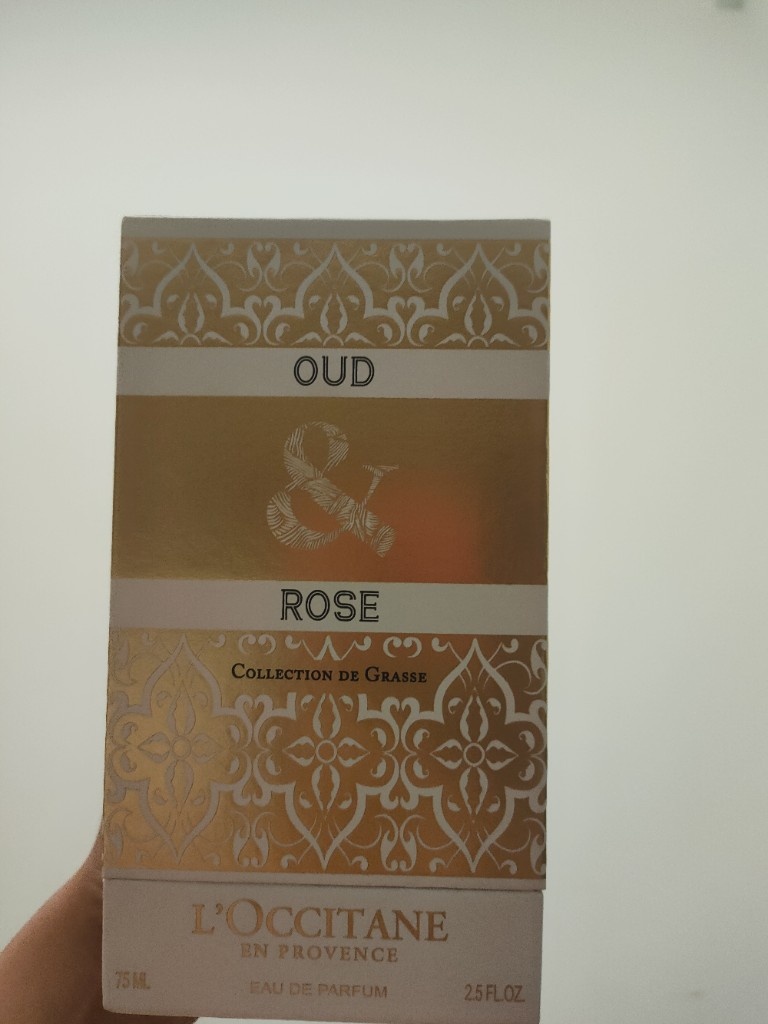 OUD
&
ROSE
COLLECTION DE GRASSE
L'OCCITANE
EN PROVENCE
75 ML
EAU DE PARFUM
2.5 FL.OZ.